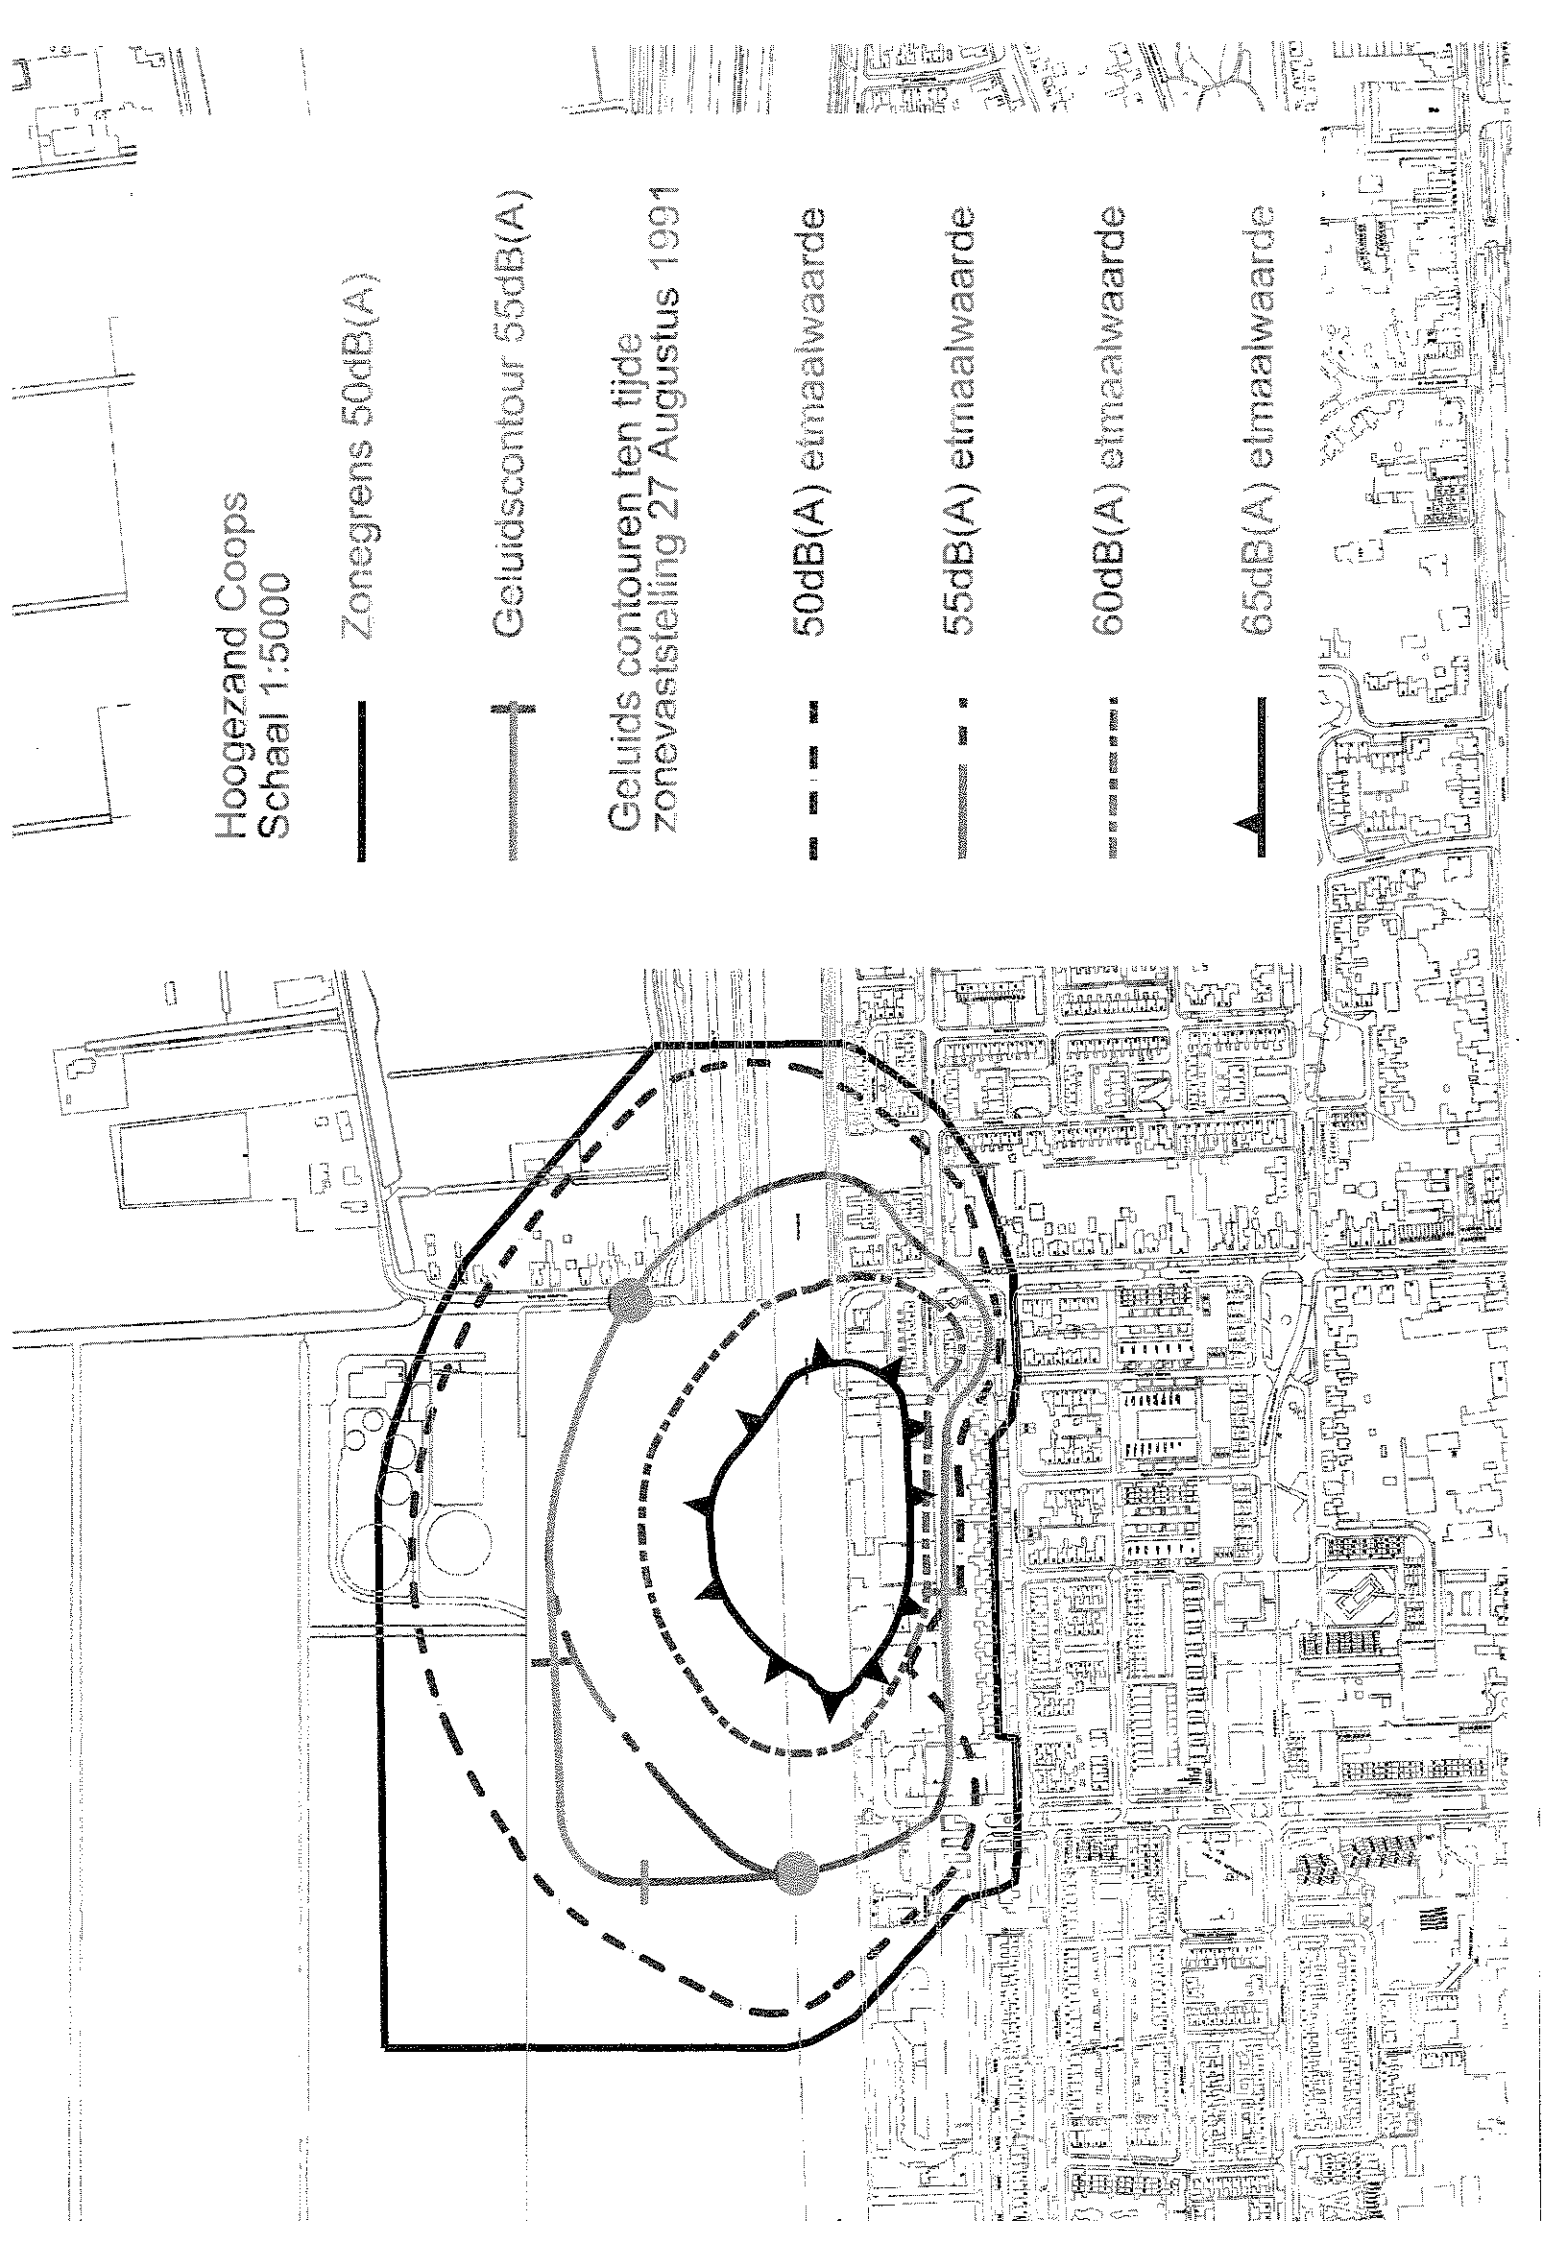 Hoogezand Coops
Schaal 1:5000
Zonegrens 50dB(A)
Geluidscontour 55dB(A)
Geluids contouren ten tijde
zonevaststelling 27 Augustus 1991
50dB(A) etmaalwaarde
55dB(A) etmaalwaarde
60dB(A) etmaalwaarde
65dB(A) etmaalwaarde